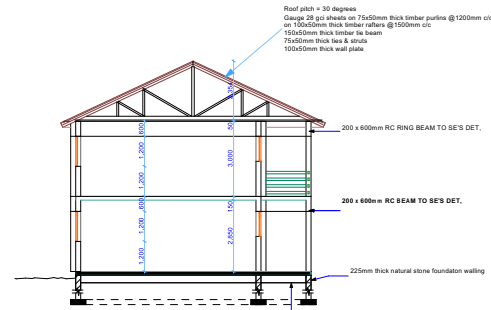 Roof pitch = 30 degrees
Gauge 28 gci sheets on 75x50mm thick timber purlins @1200mm c/c
on 100x50mm thick timber rafters @1500mm c/c
150x50mm thick timber tie beam
75x50mm thick ties & struts
100x50mm thick wall plate
50
600
200 x 600mm RC RING BEAM TO SE'S DET,
1,200
3,000
1,200
600
150
200 x 600mm RC BEAM TO SE'S DET,
1,200
2,850
1,200
225mm thick natural stone foundaton walling